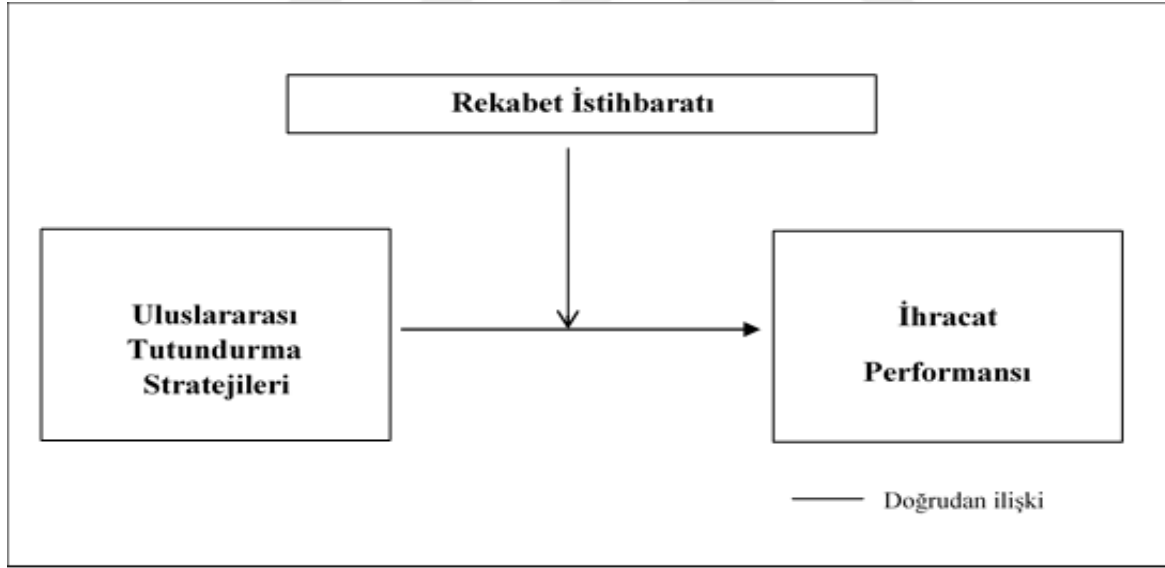 Rekabet İstihbaratı
Uluslararası
Tutundurma
Stratejileri
İhracat
Performansı
Doğrudan ilişki